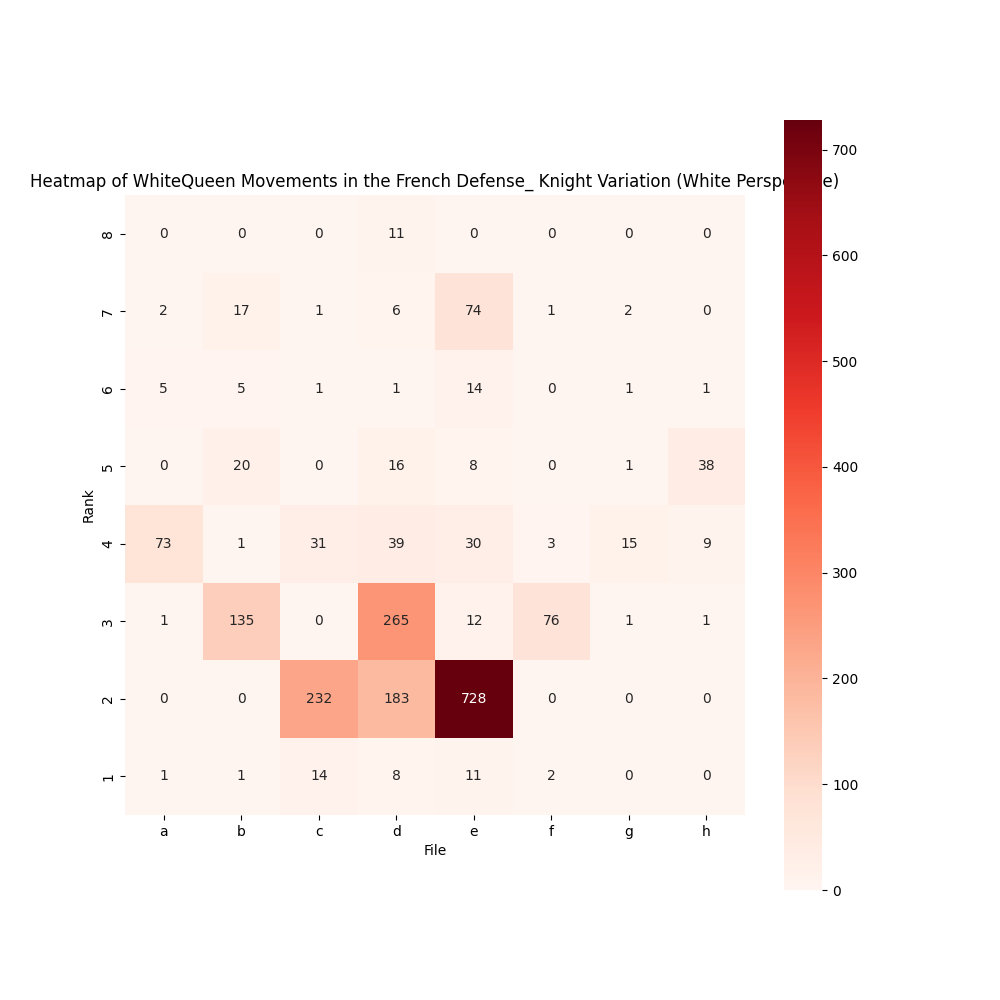 Heatmap of WhiteQueen Movements in the French Defense_ Knight Variation (White Perspe e)
700
600
500
400
300
200
100
0
8 0 0 0 11 0 0 0 0
7 2 17 1 6 74 1 2 0
6 5 5 1 1 14 0 1 1
5 0 20 0 16 8 0 1 38
Rank
4 73 1 31 39 30 3 15 9
3 1 135 0 265 12 76 1 1
2 0 0 232 183 728 0 0 0
1 1 1 14 8 11 2 0 0
a b c d e f g h
File